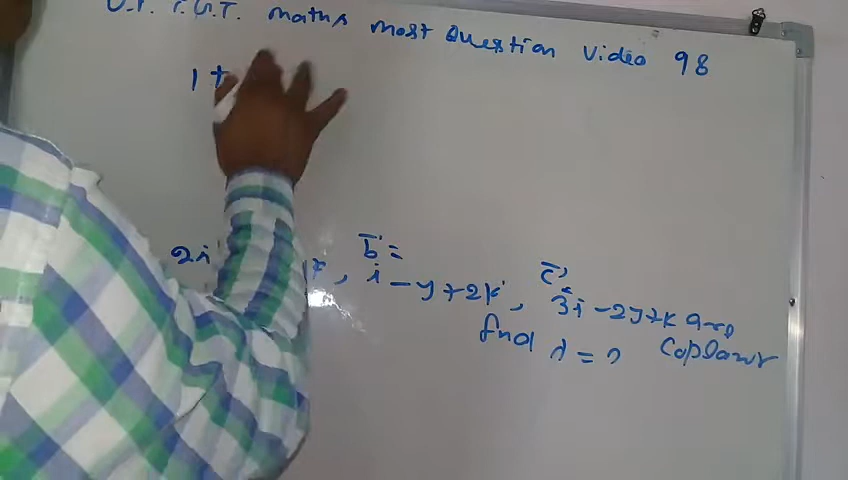 U.P. T.G.T. maths most Question Video 98
1 t
b̄ =
c̄
2i , i - y + 2k , 3i - 2y + k are
find λ = ? Coplanar